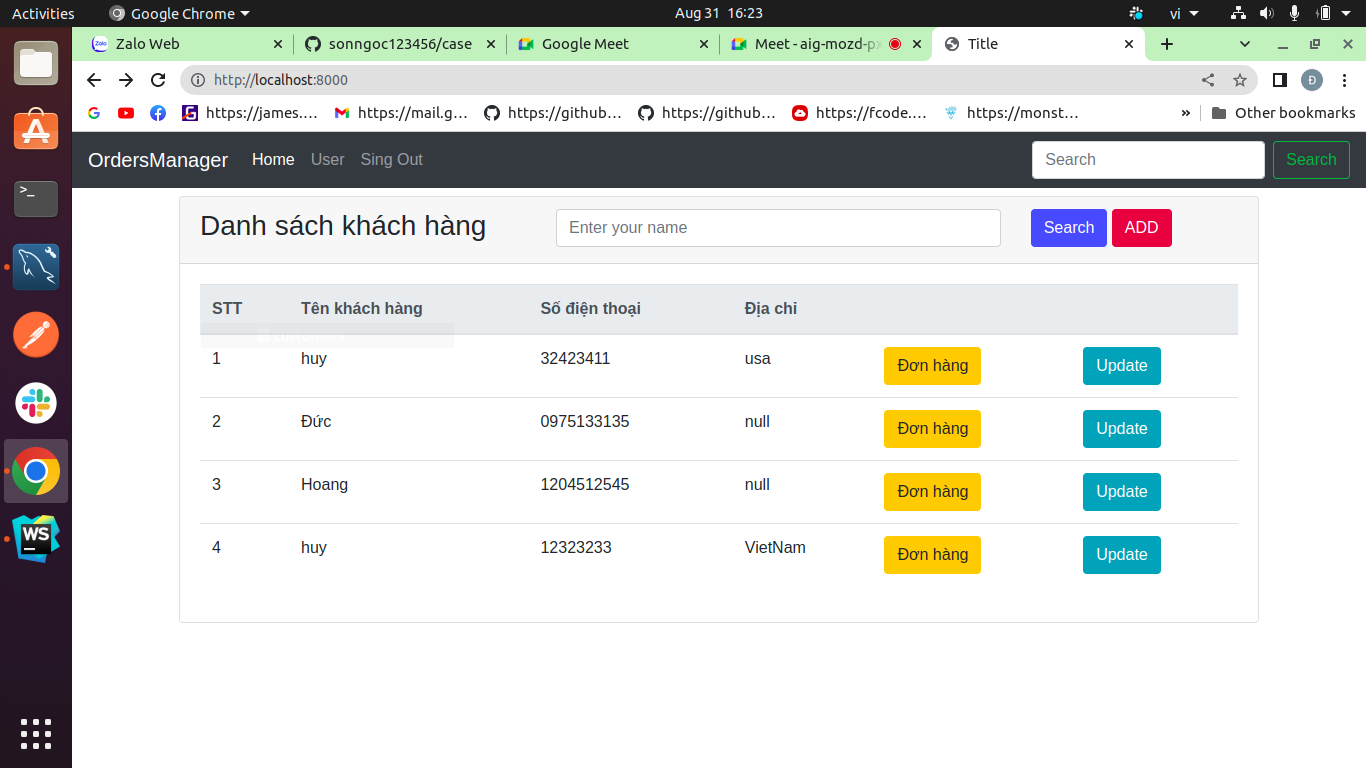 Activities Google Chrome Aug 31 16:23 vi
Zalo Web sonngoc123456/case Google Meet Meet - aig-mozd-px Title
http://localhost:8000 Đ
https://james.... https://mail.g... https://github... https://github... https://fcode.... https://monst... » Other bookmarks
OrdersManager Home User Sing Out Search Search
Danh sách khách hàng Enter your name Search ADD
STT Tên khách hàng Số điện thoại Địa chỉ
customers
1 huy 32423411 usa Đơn hàng Update
2 Đức 0975133135 null Đơn hàng Update
3 Hoang 1204512545 null Đơn hàng Update
4 huy 12323233 VietNam Đơn hàng Update
WS